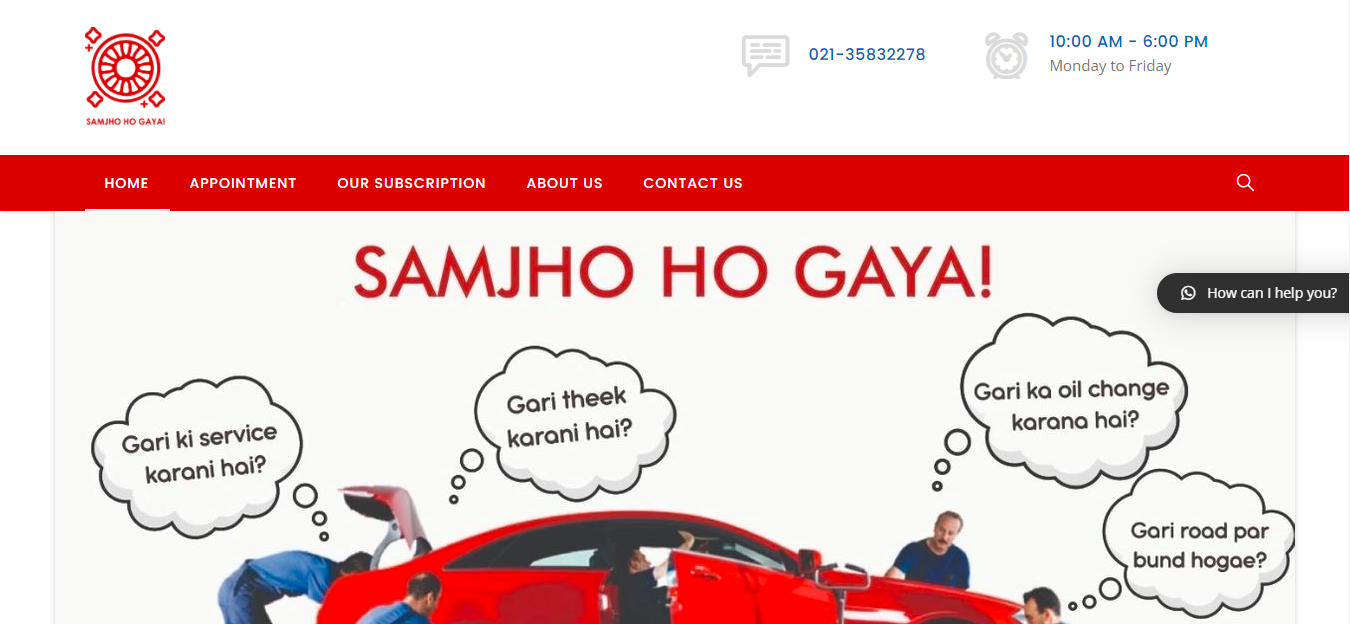 SAMJHO HO GAYA!
021-35832278
10:00 AM - 6:00 PM
Monday to Friday
HOME
APPOINTMENT
OUR SUBSCRIPTION
ABOUT US
CONTACT US
SAMJHO HO GAYA!
How can I help you?
Gari ki service
karani hai?
Gari theek
karani hai?
Gari ka oil change
karana hai?
Gari road par
bund hogae?